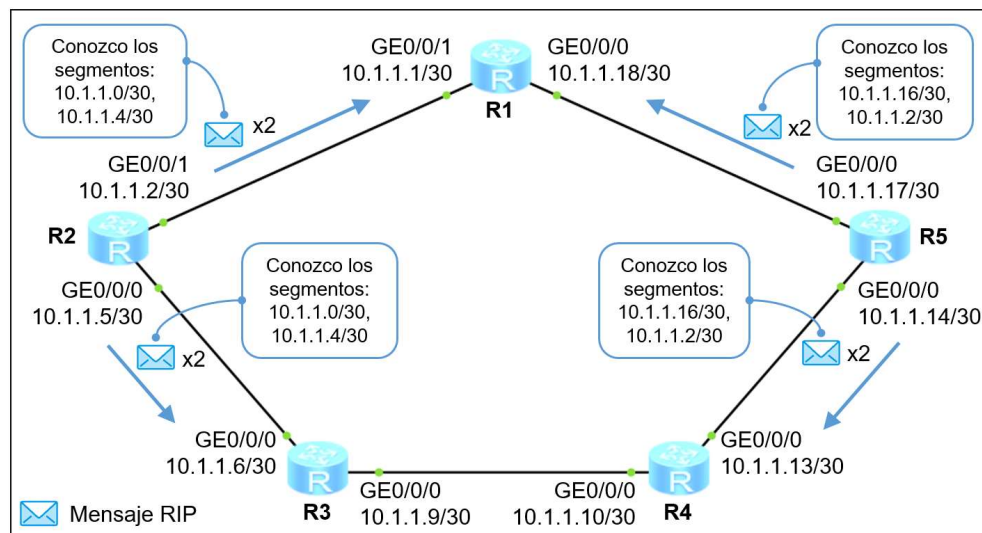 Conozco los
segmentos:
10.1.1.0/30,
10.1.1.4/30
x2
GE0/0/1
10.1.1.1/30
GE0/0/0
10.1.1.18/30
R
R1
Conozco los
segmentos:
10.1.1.16/30,
10.1.1.2/30
x2
GE0/0/1
10.1.1.2/30
GE0/0/0
10.1.1.17/30
R2
R
R
R5
Conozco los
segmentos:
10.1.1.0/30,
10.1.1.4/30
Conozco los
segmentos:
10.1.1.16/30,
10.1.1.2/30
GE0/0/0
10.1.1.5/30
x2
GE0/0/0
10.1.1.14/30
x2
GE0/0/0
10.1.1.6/30
R
R3
GE0/0/0
10.1.1.9/30
GE0/0/0
10.1.1.10/30
R
R4
GE0/0/0
10.1.1.13/30
Mensaje RIP